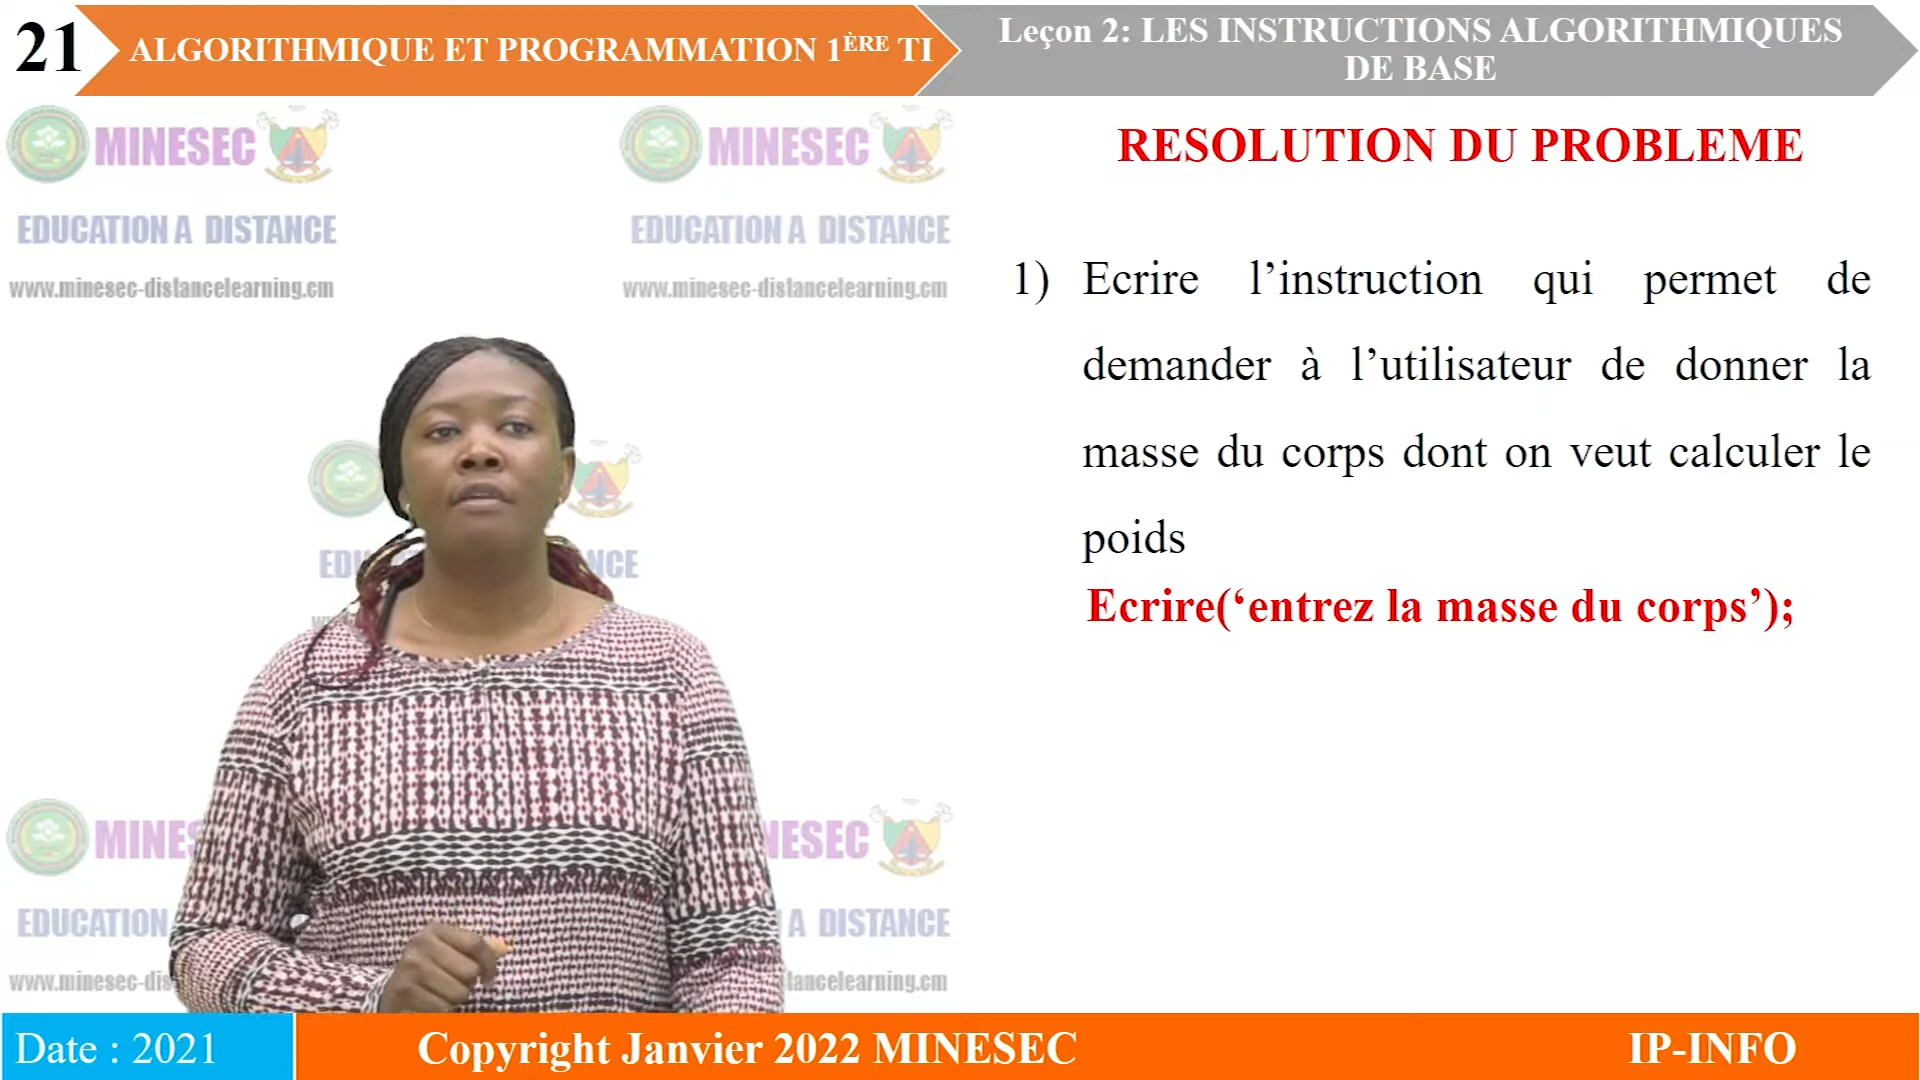 21
ALGORITHMIQUE ET PROGRAMMATION 1ÈRE TI
Leçon 2: LES INSTRUCTIONS ALGORITHMIQUES
DE BASE
MINESEC
EDUCATION A DISTANCE
www.minesec-distancelearning.cm
MINESEC
EDUCATION A DISTANCE
www.minesec-distancelearning.cm
RESOLUTION DU PROBLEME
1) Ecrire l’instruction qui permet de
demander à l’utilisateur de donner la
masse du corps dont on veut calculer le
poids
Ecrire(‘entrez la masse du corps’);
EDUCATION
NESEC
A DISTANCE
Date : 2021
Copyright Janvier 2022 MINESEC
IP-INFO